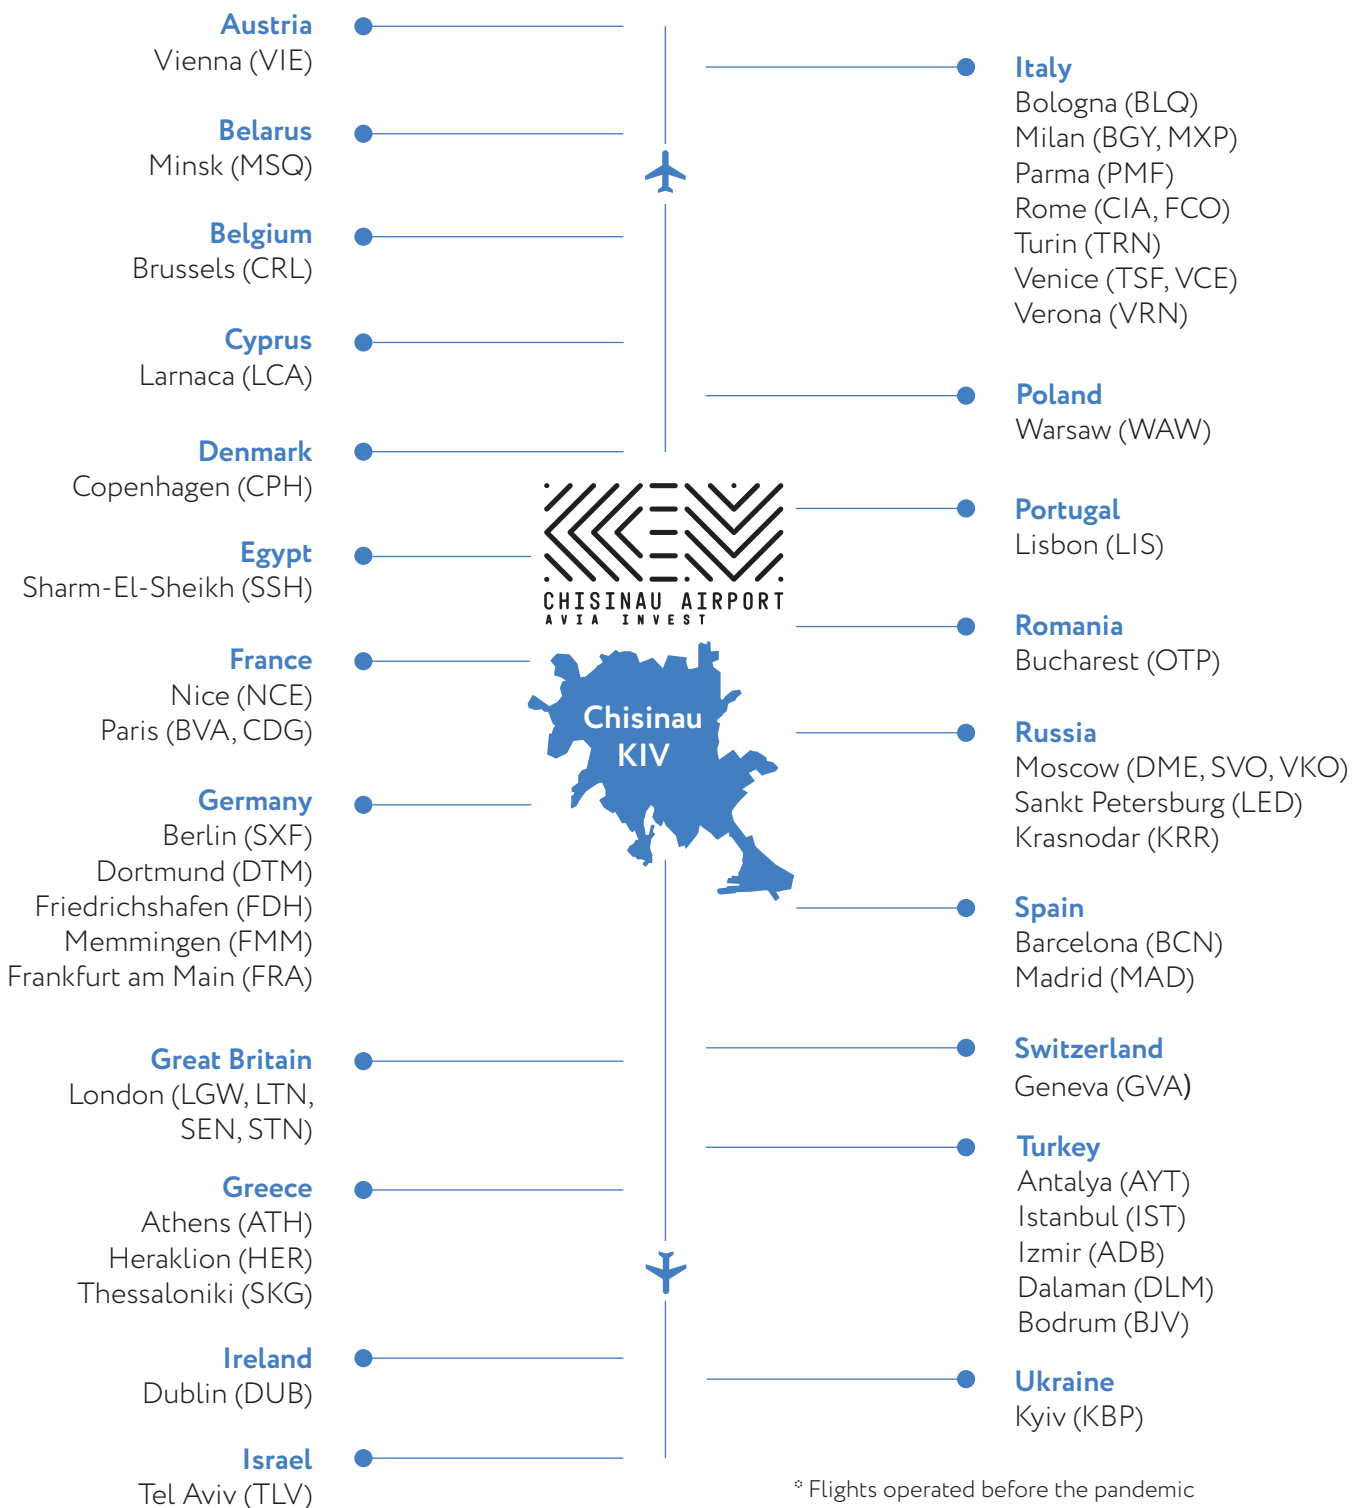 Austria
Vienna (VIE)
Belarus
Minsk (MSQ)
Belgium
Brussels (CRL)
Cyprus
Larnaca (LCA)
Denmark
Copenhagen (CPH)
Egypt
Sharm-El-Sheikh (SSH)
France
Nice (NCE)
Paris (BVA, CDG)
Germany
Berlin (SXF)
Dortmund (DTM)
Friedrichshafen (FDH)
Memmingen (FMM)
Frankfurt am Main (FRA)
Great Britain
London (LGW, LTN,
SEN, STN)
Greece
Athens (ATH)
Heraklion (HER)
Thessaloniki (SKG)
Ireland
Dublin (DUB)
Israel
Tel Aviv (TLV)
CHISINAU AIRPORT
AVIA INVEST
Chisinau
KIV
Italy
Bologna (BLQ)
Milan (BGY, MXP)
Parma (PMF)
Rome (CIA, FCO)
Turin (TRN)
Venice (TSF, VCE)
Verona (VRN)
Poland
Warsaw (WAW)
Portugal
Lisbon (LIS)
Romania
Bucharest (OTP)
Russia
Moscow (DME, SVO, VKO)
Sankt Petersburg (LED)
Krasnodar (KRR)
Spain
Barcelona (BCN)
Madrid (MAD)
Switzerland
Geneva (GVA)
Turkey
Antalya (AYT)
Istanbul (IST)
Izmir (ADB)
Dalaman (DLM)
Bodrum (BJV)
Ukraine
Kyiv (KBP)
* Flights operated before the pandemic